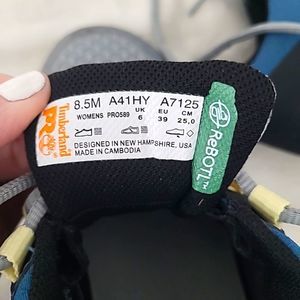 Timberland
PRO
8.5M A41HY A7125
WOMENS PRO589 UK 6 EU 39 CM 25,0
DESIGNED IN NEW HAMPSHIRE, USA
MADE IN CAMBODIA
ReBOTL™